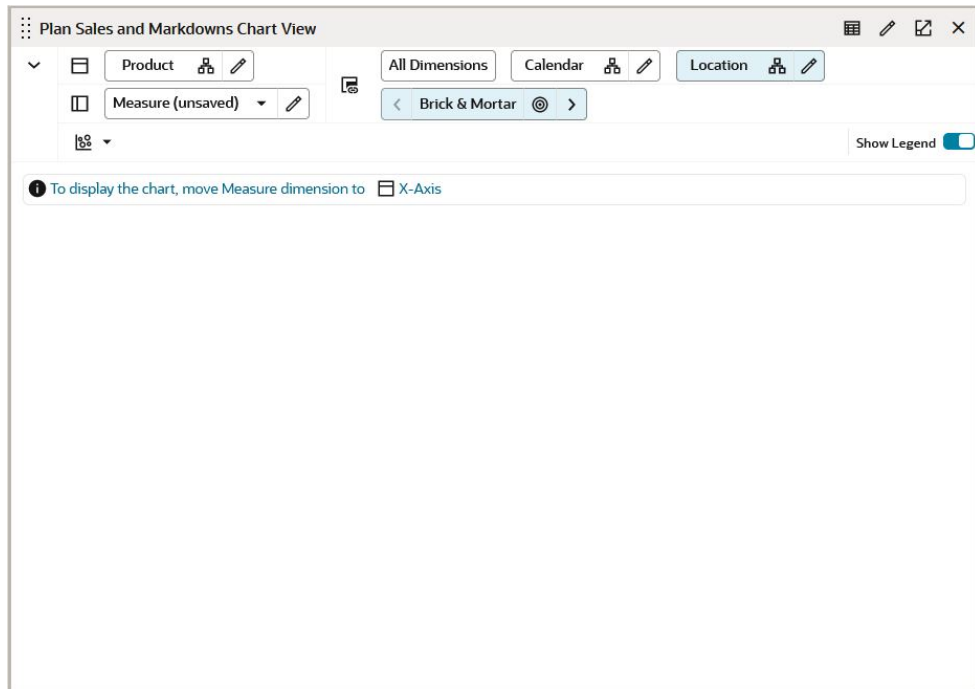 Plan Sales and Markdowns Chart View
Product
All Dimensions
Calendar
Location
Measure (unsaved)
Brick & Mortar
Show Legend
To display the chart, move Measure dimension to X-Axis